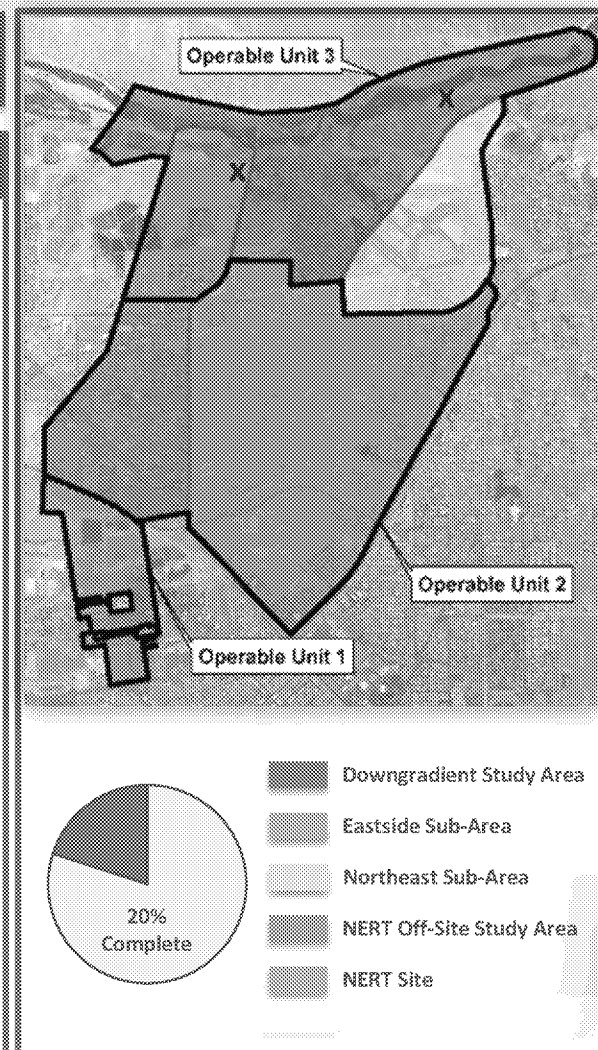 Operable Unit 3
X
X
Operable Unit 2
Operable Unit 1
20%
Complete
Downgradient Study Area
Eastside Sub-Area
Northeast Sub-Area
NERT Off-Site Study Area
NERT Site